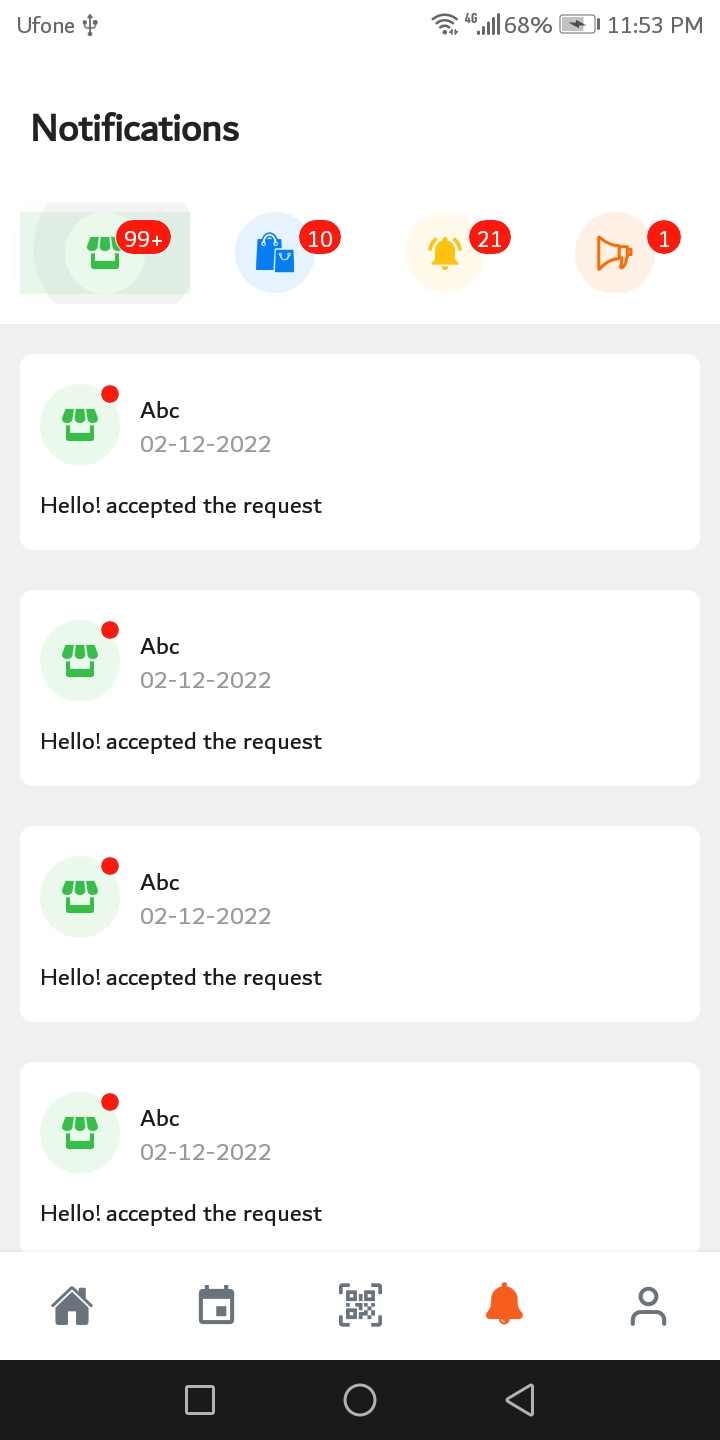 Ufone 4G 68% 11:53 PM
Notifications
99+ 10 21 1
Abc
02-12-2022
Hello! accepted the request
Abc
02-12-2022
Hello! accepted the request
Abc
02-12-2022
Hello! accepted the request
Abc
02-12-2022
Hello! accepted the request